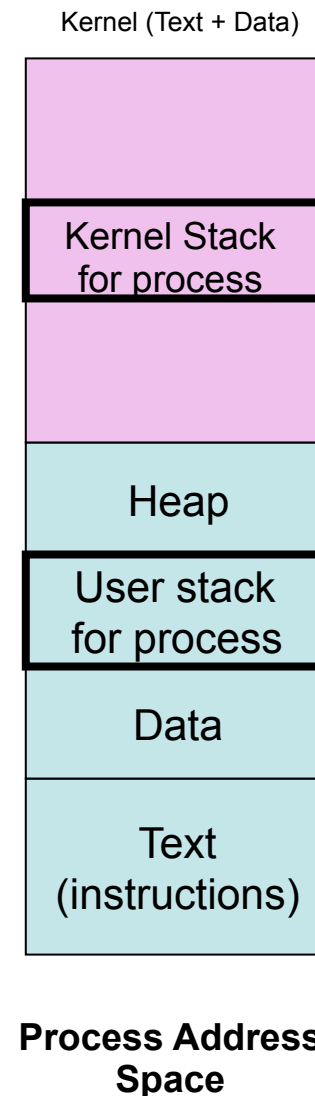 Kernel (Text + Data)
Kernel Stack
for process
Heap
User stack
for process
Data
Text
(instructions)
Process Address
Space